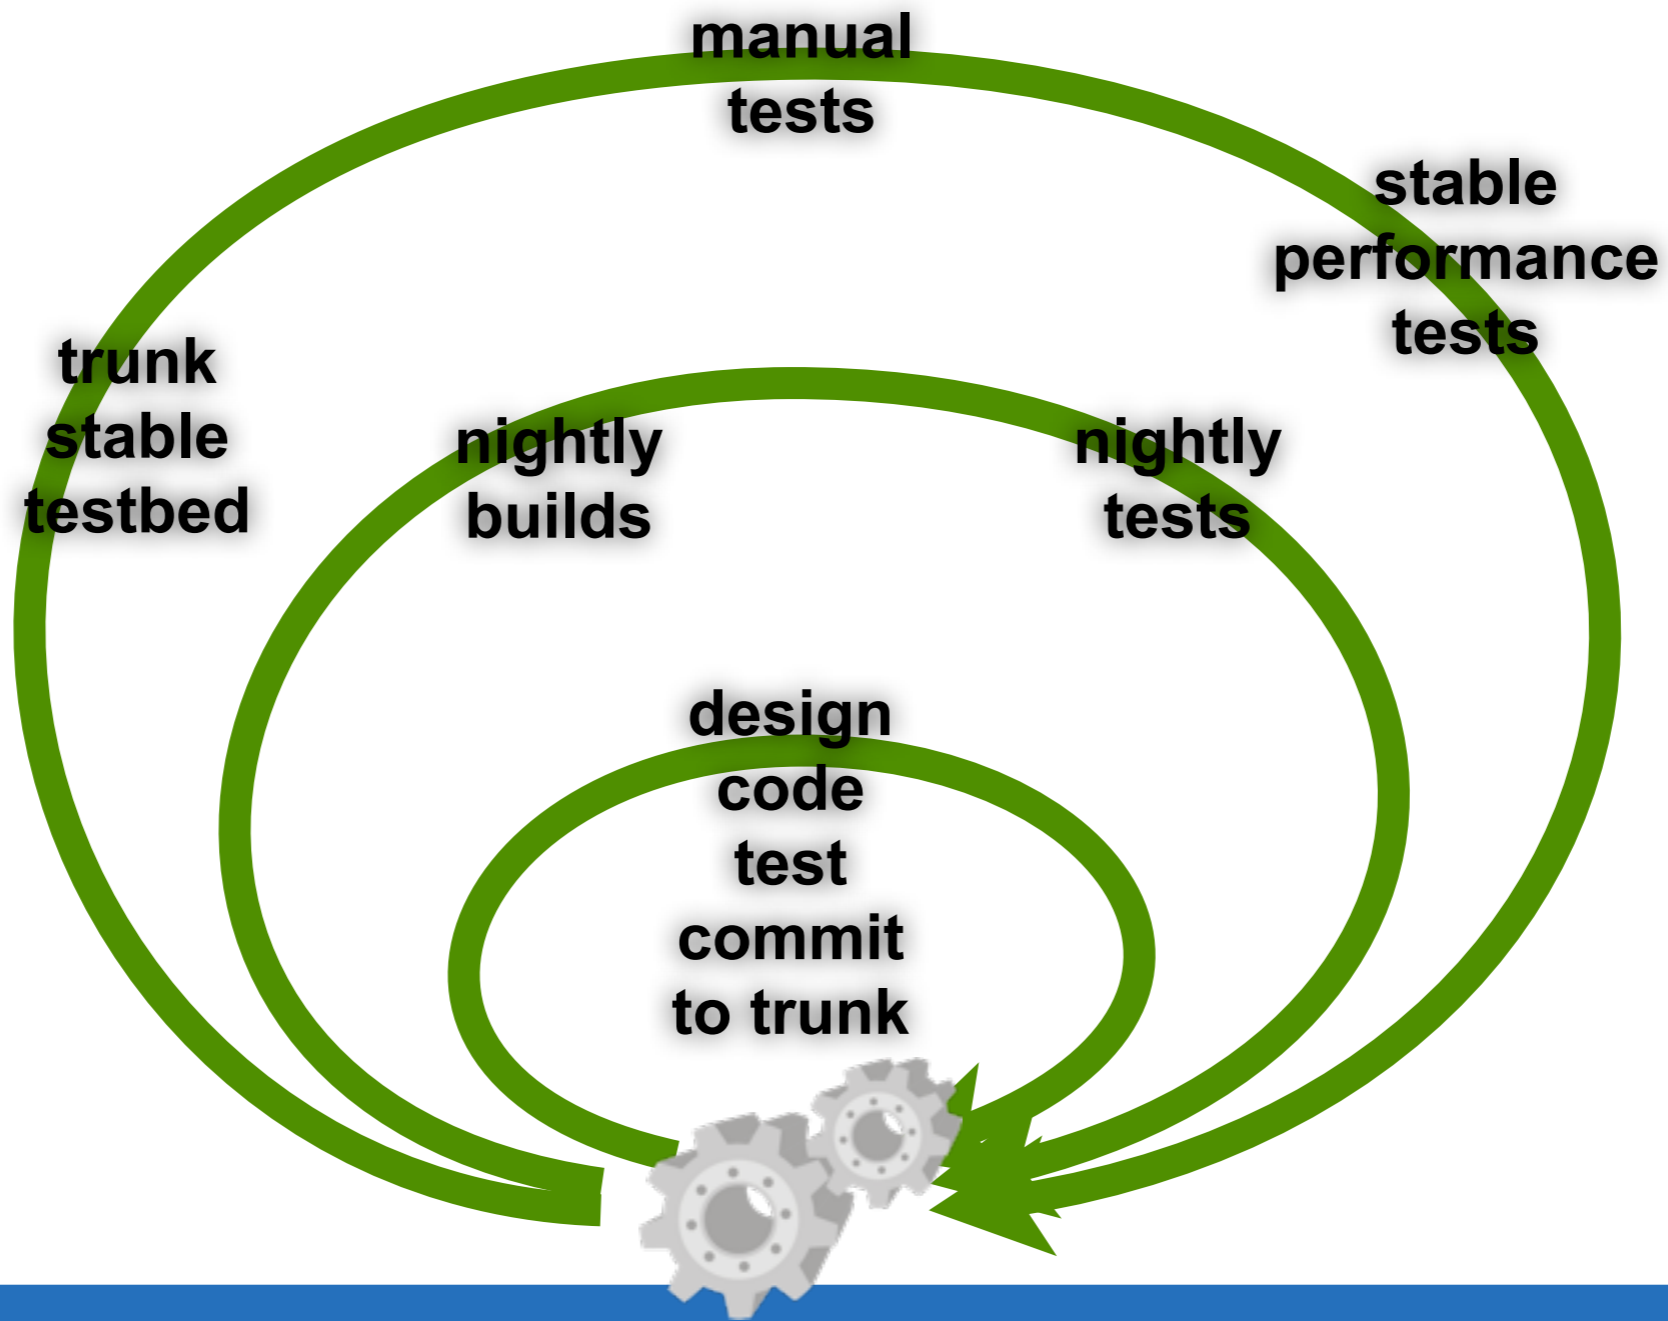 manual
tests
stable
performance
tests
trunk
stable
testbed
nightly
builds
nightly
tests
design
code
test
commit
to trunk